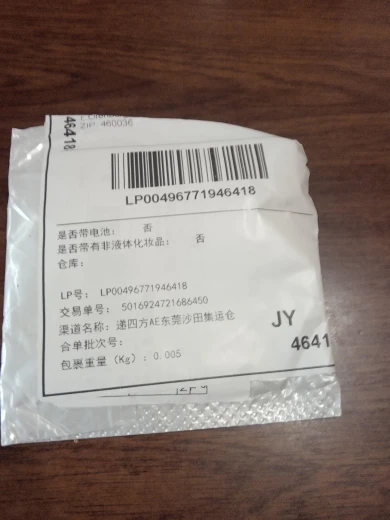 ZIP 460036
46418
LP00496771946418
是否带电池: 否
是否带有非液体化妆品: 否
仓库:
LP号: LP00496771946418
交易单号: 5016924721686450
渠道名称: 递四方AE东莞沙田集运仓
JY
合单批次号:
4641
包裹重量 (Kg) : 0.005